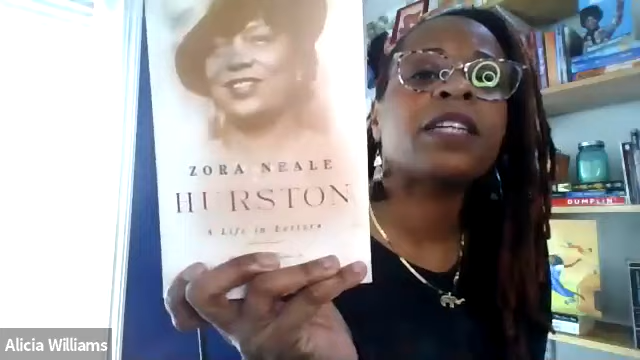 ZORA NEALE
HURSTON
A Life in Letters
DUMPLIN'
Alicia Williams